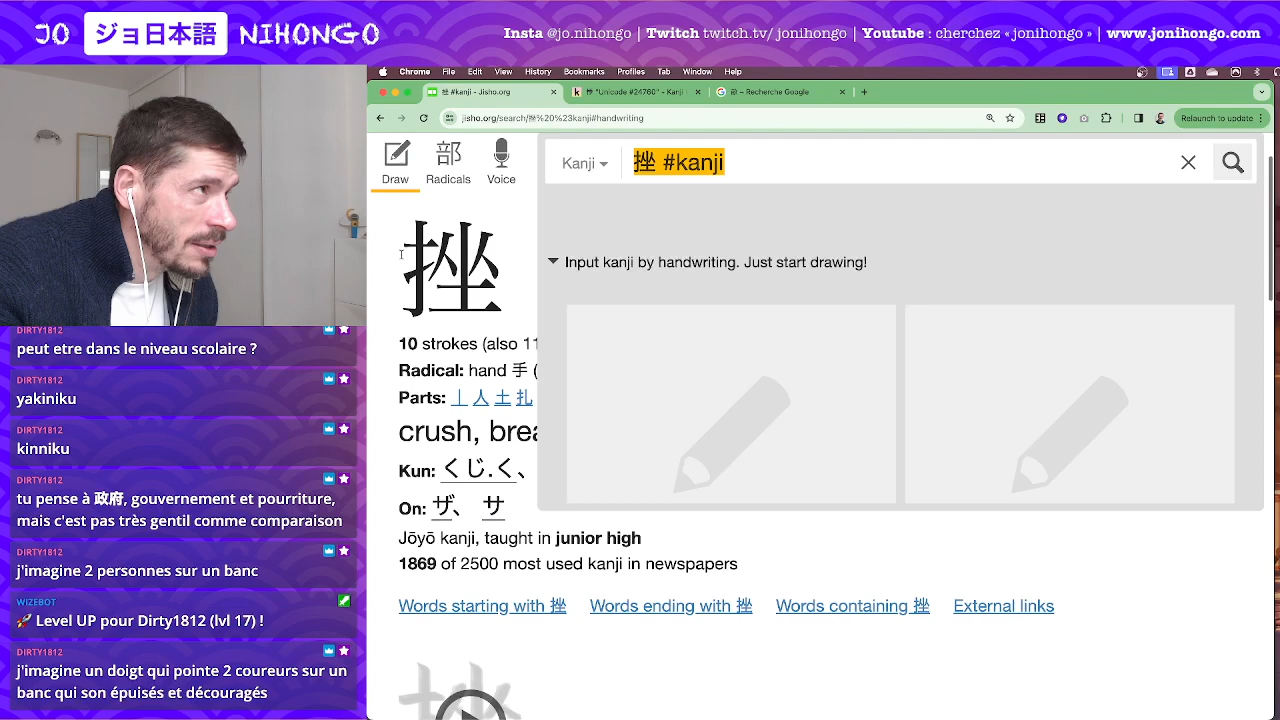 JO ジョ日本語 NIHONGO
Insta @jo.nihongo | Twitch twitch.tv/jonihongo | Youtube : cherchez «jonihongo » | www.jonihongo.com
Chrome File Edit View History Bookmarks Profiles Tab Window Help
挫 #kanji - Jisho.org
挫 "Unicode #24760" - Kanji
– Recherche Google
jisho.org/search/挫%20%23kanji#handwriting
Relaunch to update
Draw
部 Radicals
Voice
Kanji
挫 #kanji
Input kanji by handwriting. Just start drawing!
挫
10 strokes (also 11
Radical: hand 手 (
Parts: ｜ 人 土 扎
crush, brea
Kun: くじ.く、
On: ザ、 サ
Jōyō kanji, taught in junior high
1869 of 2500 most used kanji in newspapers
Words starting with 挫
Words ending with 挫
Words containing 挫
External links
DIRTY1812
peut etre dans le niveau scolaire ?
DIRTY1812
yakiniku
DIRTY1812
kinniku
DIRTY1812
tu pense à 政府, gouvernement et pourriture,
mais c'est pas très gentil comme comparaison
DIRTY1812
j'imagine 2 personnes sur un banc
WIZEBOT
🚀 Level UP pour Dirty1812 (lvl 17) !
DIRTY1812
j'imagine un doigt qui pointe 2 coureurs sur un
banc qui son épuisés et découragés